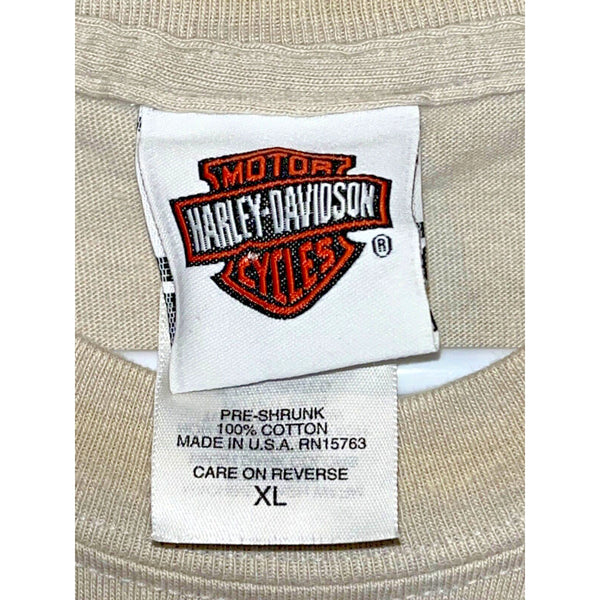 MOTOR
HARLEY-DAVIDSON
CYCLES
®
PRE-SHRUNK
100% COTTON
MADE IN U.S.A. RN15763
CARE ON REVERSE
XL